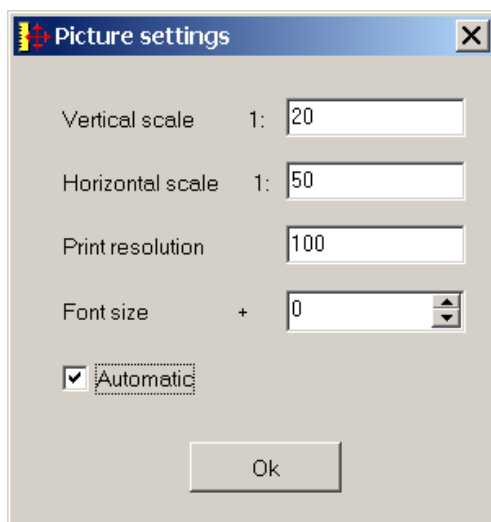 Picture settings
Vertical scale 1: 20
Horizontal scale 1: 50
Print resolution 100
Font size + 0
Automatic
Ok